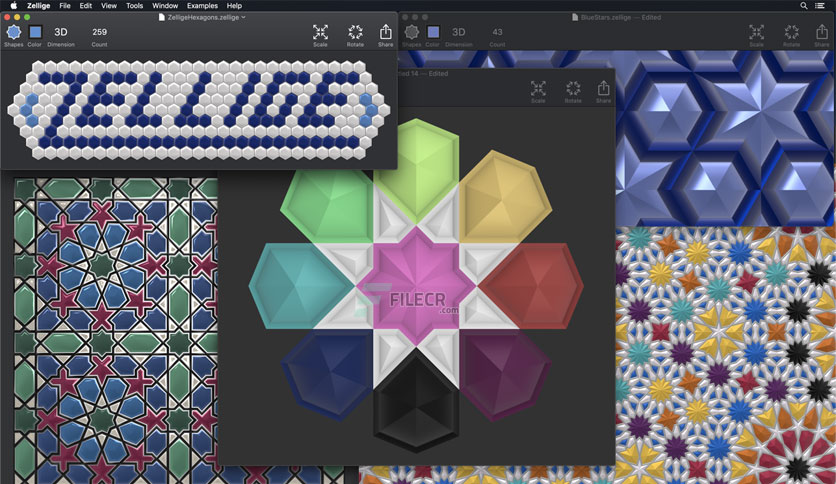 Zellige File Edit View Tools Window Examples Help
ZelligeHexagons.zellige
Shapes Color 3D Dimension 259 Count Scale Rotate Share
ZELLIGE
BlueStars.zellige — Edited
Shapes Color 3D Dimension 43 Count Scale Rotate Share
14 — Edited
Scale Rotate Share
FILECR
.com